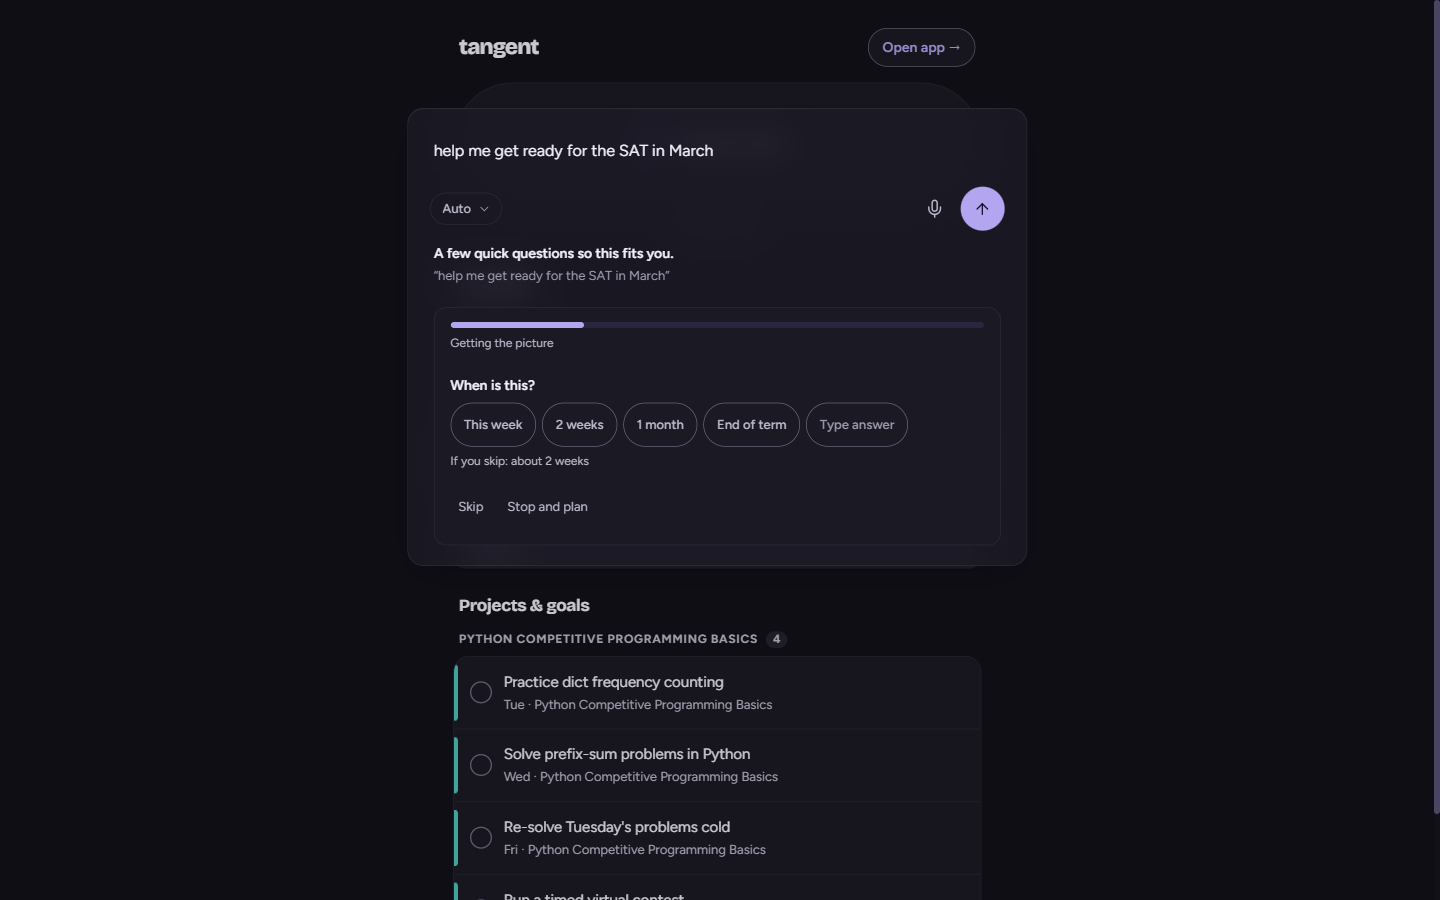 tangent
Open app →
help me get ready for the SAT in March
Auto
A few quick questions so this fits you.
“help me get ready for the SAT in March”
Getting the picture
When is this?
This week
2 weeks
1 month
End of term
Type answer
If you skip: about 2 weeks
Skip
Stop and plan
Projects & goals
PYTHON COMPETITIVE PROGRAMMING BASICS 4
Practice dict frequency counting
Tue · Python Competitive Programming Basics
Solve prefix-sum problems in Python
Wed · Python Competitive Programming Basics
Re-solve Tuesday's problems cold
Fri · Python Competitive Programming Basics
Run a timed virtual contest